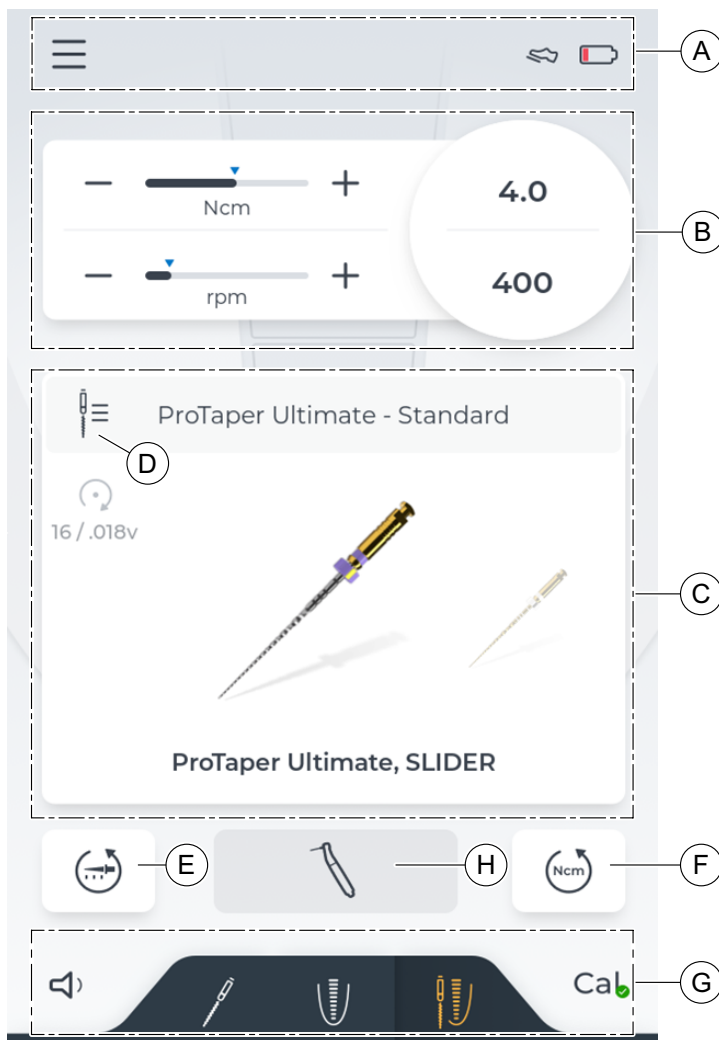 A
4.0
Ncm
B
400
rpm
ProTaper Ultimate - Standard
D
16 / .018v
C
ProTaper Ultimate, SLIDER
E
H
Ncm
F
Cal
G